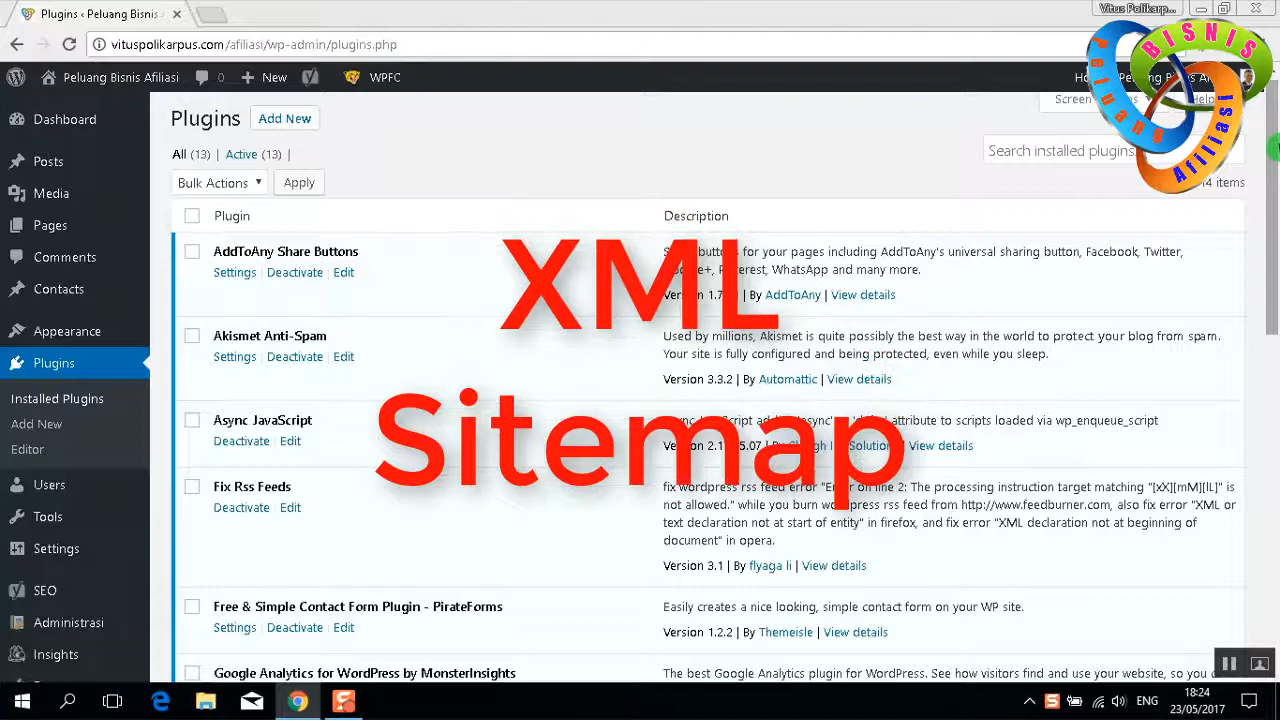 Plugins ‹ Peluang Bisnis
Vitus Polikarp...
vituspolikarpus.com/afiliasi/wp-admin/plugins.php
Peluang Bisnis Afiliasi
0
+ New
WPFC
Peluang
BISNIS
Afiliasi
Dashboard
Posts
Media
Pages
Comments
Contacts
Appearance
Plugins
Installed Plugins
Add New
Editor
Users
Tools
Settings
SEO
Administrasi
Insights
Plugins
Add New
Screen
Help
All (13) | Active (13) |
Search installed plugins
Bulk Actions
Apply
items
Plugin
Description
XML
Sitemap
AddToAny Share Buttons
Settings | Deactivate | Edit
for your pages including AddToAny's universal sharing button, Facebook, Twitter,
WhatsApp and many more.
By AddToAny | View details
Akismet Anti-Spam
Settings | Deactivate | Edit
Used by millions, Akismet is quite possibly the best way in the world to protect your blog from spam.
Your site is fully configured and being protected, even while you sleep.
Version 3.3.2 | By Automattic | View details
Async JavaScript
Deactivate | Edit
attribute to scripts loaded via wp_enqueue_script
View details
Fix Rss Feeds
Deactivate | Edit
fix wordpress rss feed error "Error on line 2: The processing instruction target matching "[xX][mM][lL]" is
not allowed." while you burn wordpress rss feed from http://www.feedburner.com, also fix error "XML or
text declaration not at start of entity" in firefox, and fix error "XML declaration not at beginning of
document" in opera.
Version 3.1 | By flyaga li | View details
Free & Simple Contact Form Plugin - PirateForms
Settings | Deactivate | Edit
Easily creates a nice looking, simple contact form on your WP site.
Version 1.2.2 | By Themeisle | View details
Google Analytics for WordPress by MonsterInsights
The best Google Analytics plugin for WordPress. See how visitors find and use your website, so you
ENG
18:24
23/05/2017